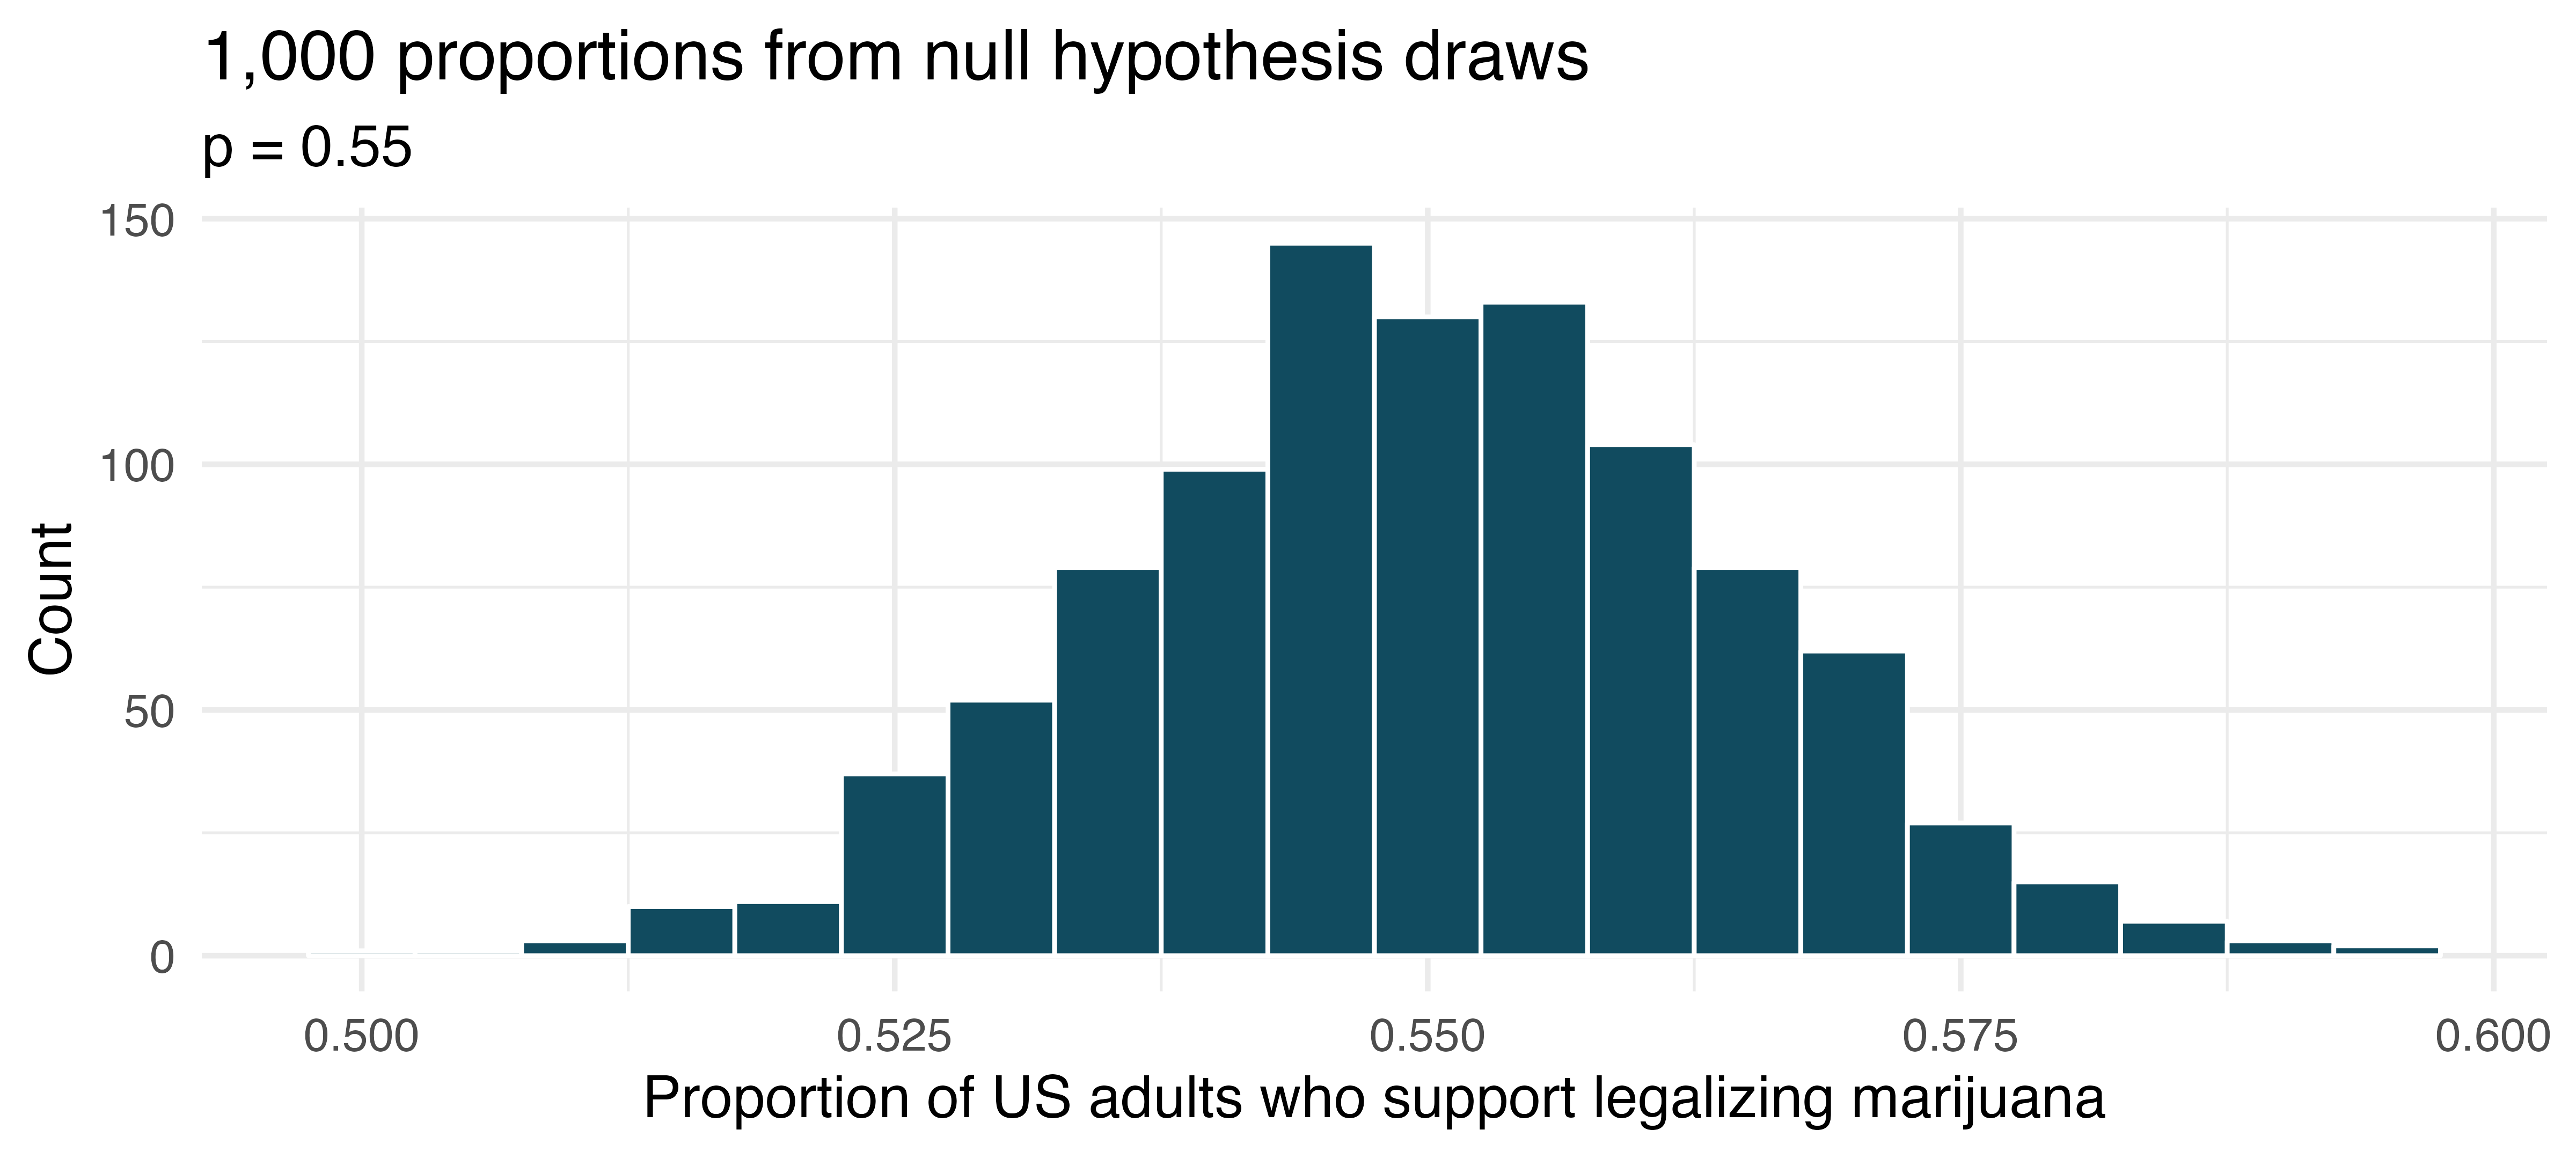 1,000 proportions from null hypothesis draws
p = 0.55
150
100
50
0
Count
0.500 0.525 0.550 0.575 0.600
Proportion of US adults who support legalizing marijuana